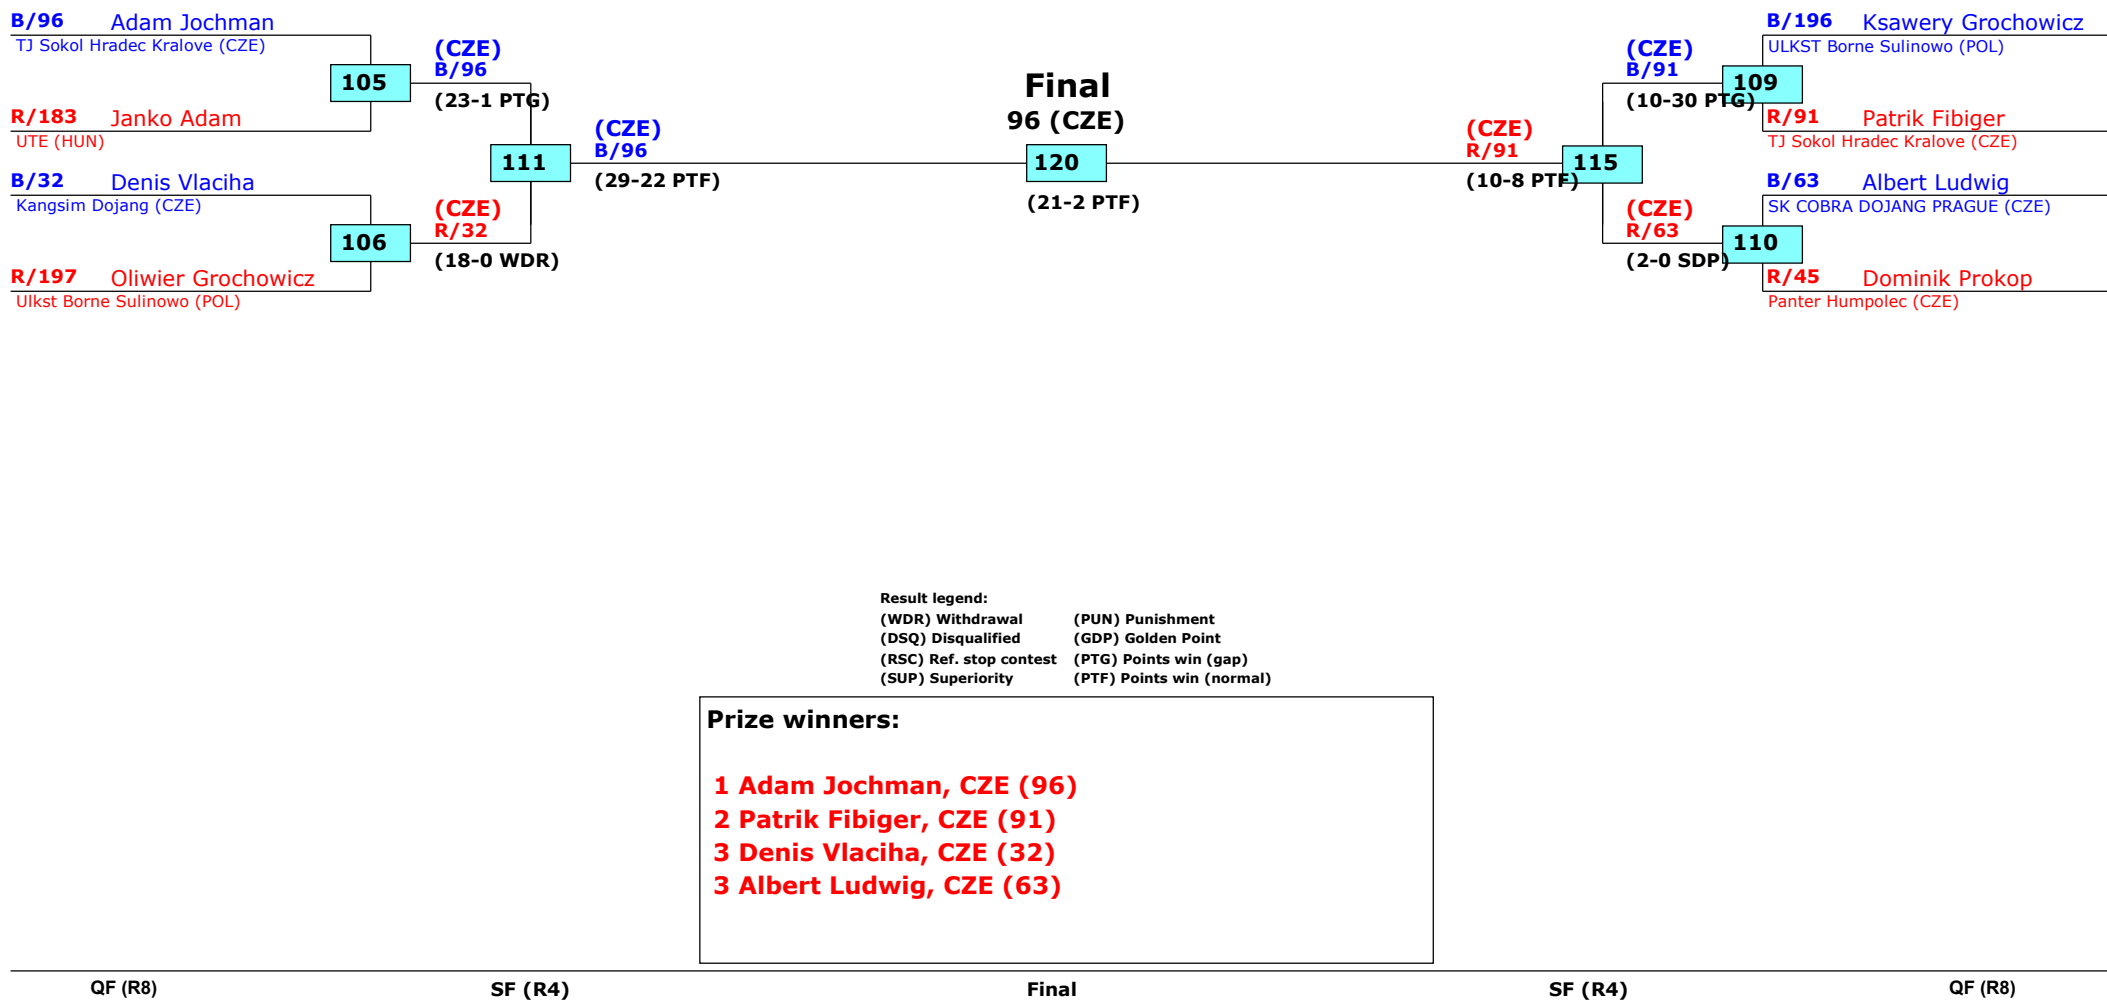 B/96 Adam Jochman
TJ Sokol Hradec Kralove (CZE)
105
R/183 Janko Adam
UTE (HUN)
(CZE)
B/96
(23-1 PTG)
B/32 Denis Vlaciha
Kangsim Dojang (CZE)
106
R/197 Oliwier Grochowicz
Ulkst Borne Sulinowo (POL)
(CZE)
R/32
(18-0 WDR)
111
(CZE)
B/96
(29-22 PTF)
Final
96 (CZE)
120
(21-2 PTF)
(CZE)
R/91
(10-8 PTF)
115
(CZE)
B/91
(10-30 PTG)
109
B/196 Ksawery Grochowicz
ULKST Borne Sulinowo (POL)
R/91 Patrik Fibiger
TJ Sokol Hradec Kralove (CZE)
(CZE)
R/63
(2-0 SDP)
110
B/63 Albert Ludwig
SK COBRA DOJANG PRAGUE (CZE)
R/45 Dominik Prokop
Panter Humpolec (CZE)
Result legend:
(WDR) Withdrawal (PUN) Punishment
(DSQ) Disqualified (GDP) Golden Point
(RSC) Ref. stop contest (PTG) Points win (gap)
(SUP) Superiority (PTF) Points win (normal)
Prize winners:
1 Adam Jochman, CZE (96)
2 Patrik Fibiger, CZE (91)
3 Denis Vlaciha, CZE (32)
3 Albert Ludwig, CZE (63)
QF (R8) SF (R4) Final SF (R4) QF (R8)